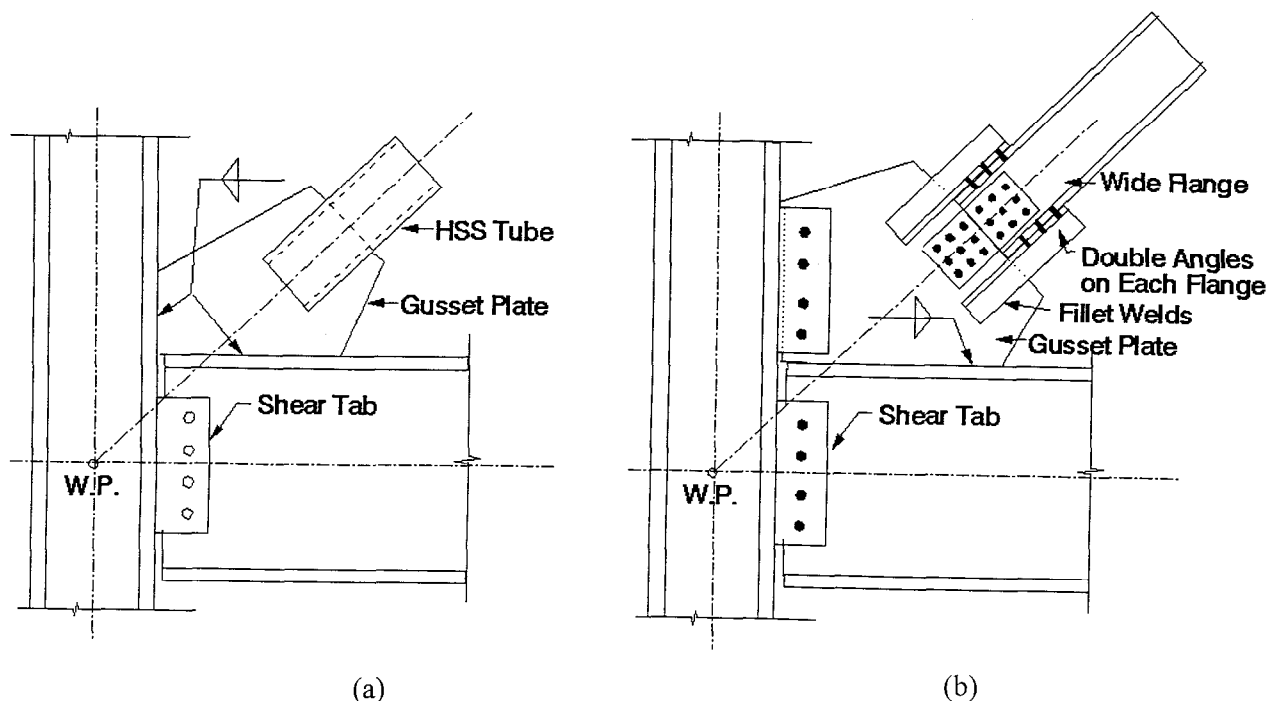 HSS Tube
Gusset Plate
Shear Tab
W.P.
(a)
Wide Flange
Double Angles
on Each Flange
Fillet Welds
Gusset Plate
Shear Tab
W.P.
(b)